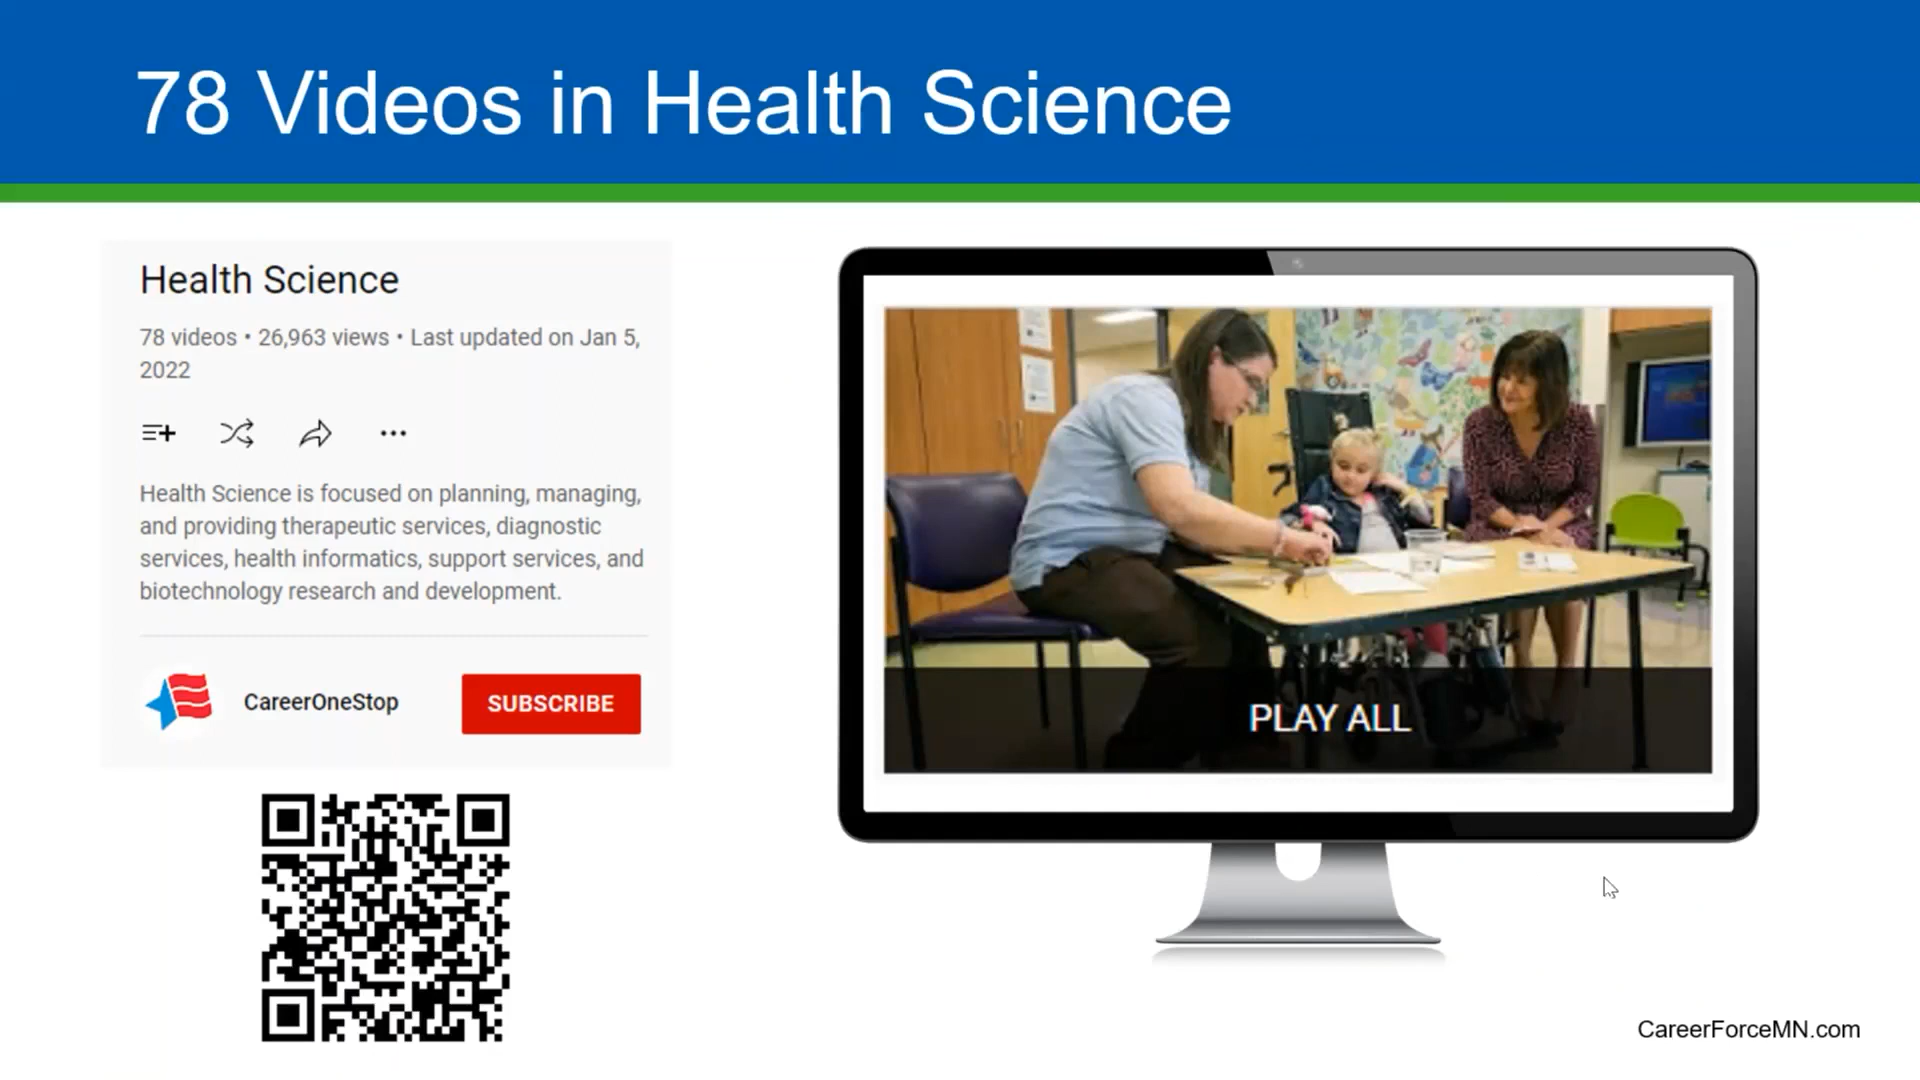 78 Videos in Health Science
Health Science
78 videos • 26,963 views • Last updated on Jan 5,
2022
Health Science is focused on planning, managing,
and providing therapeutic services, diagnostic
services, health informatics, support services, and
biotechnology research and development.
CareerOneStop
SUBSCRIBE
PLAY ALL
CareerForceMN.com